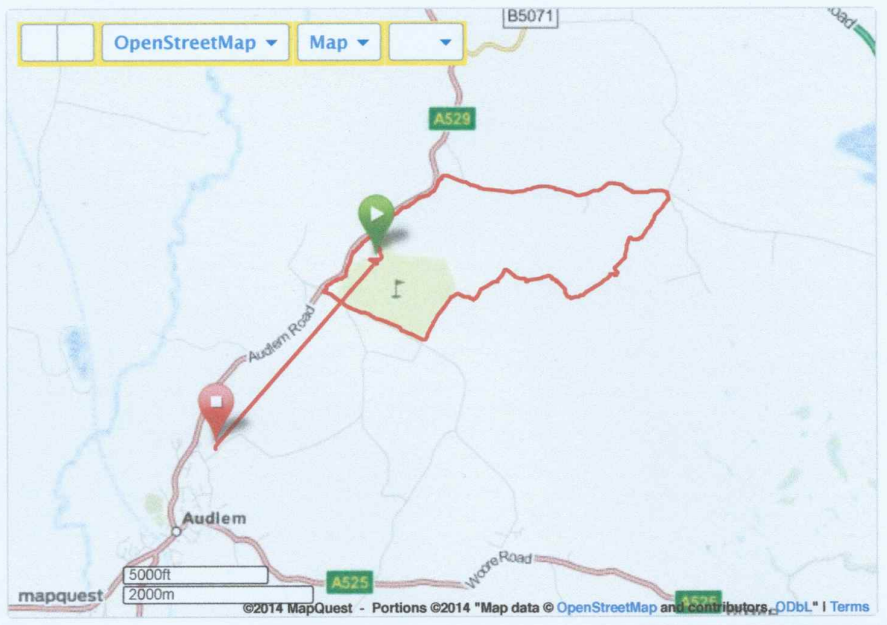 B5071
OpenStreetMap
Map
A529
Audlem Road
Audlem
Woore Road
5000ft
2000m
A525
A525
mapquest
©2014 MapQuest - Portions ©2014 "Map data © OpenStreetMap and contributors, ODbL" | Terms